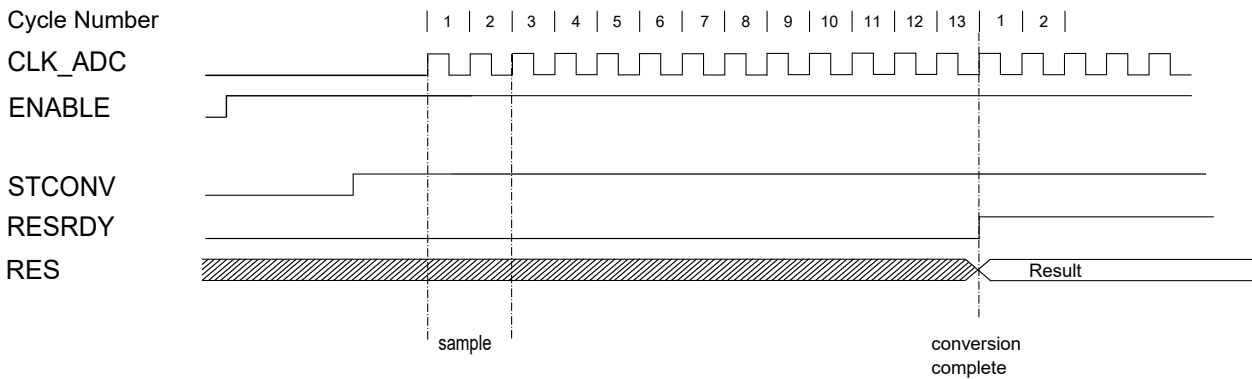 Cycle Number 1 2 3 4 5 6 7 8 9 10 11 12 13 1 2
CLK_ADC
ENABLE
STCONV
RESRDY
RES Result
sample conversion
complete